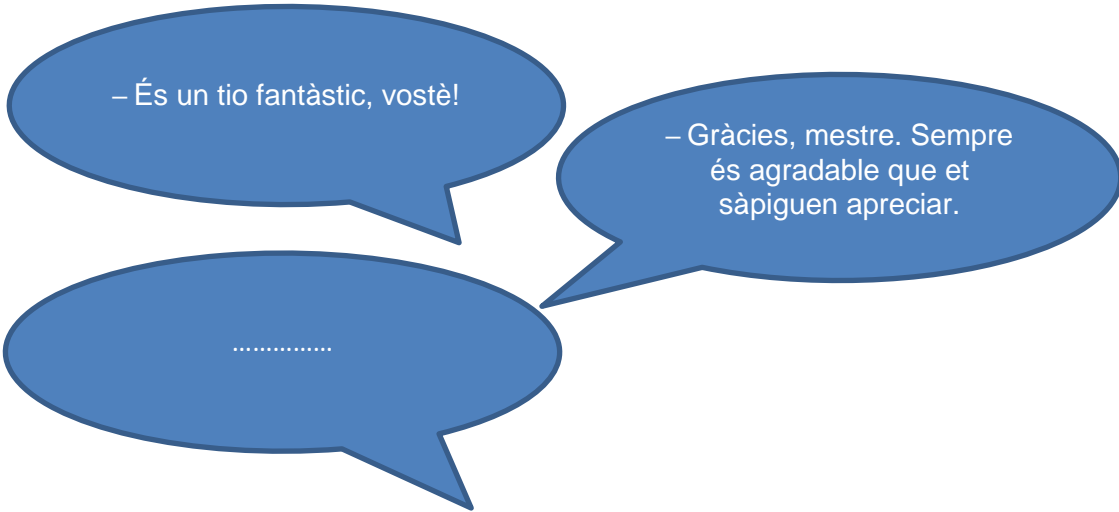 – És un tio fantàstic, vostè!
– Gràcies, mestre. Sempre
és agradable que et
sàpiguen apreciar.
……………